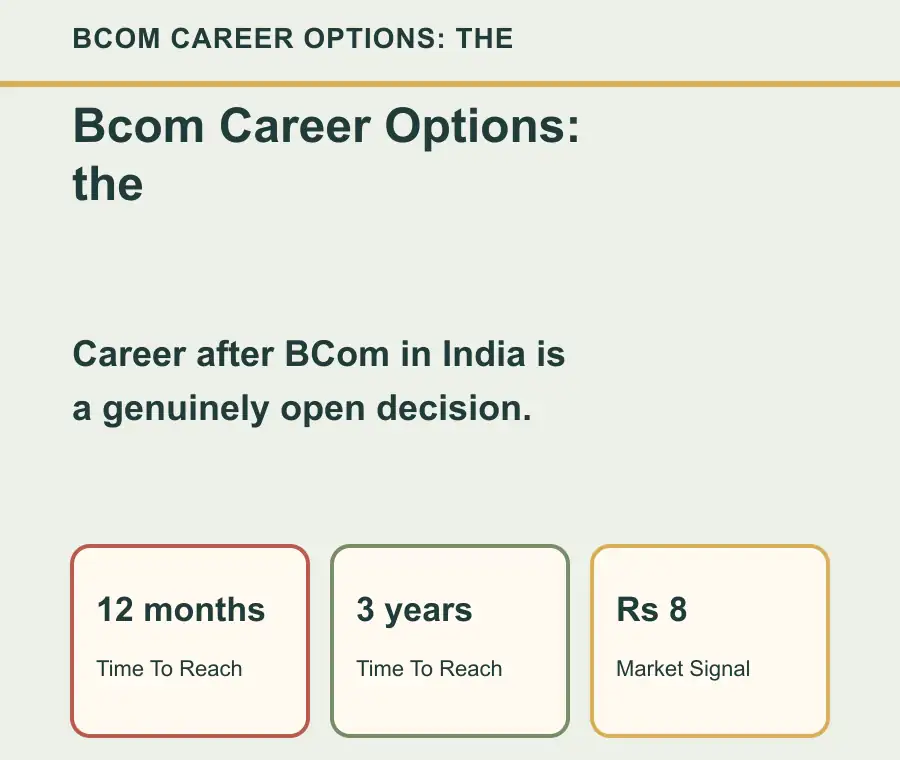 BCOM CAREER OPTIONS: THE
Bcom Career Options:
the
Career after BCom in India is
a genuinely open decision.
12 months
Time To Reach
3 years
Time To Reach
Rs 8
Market Signal